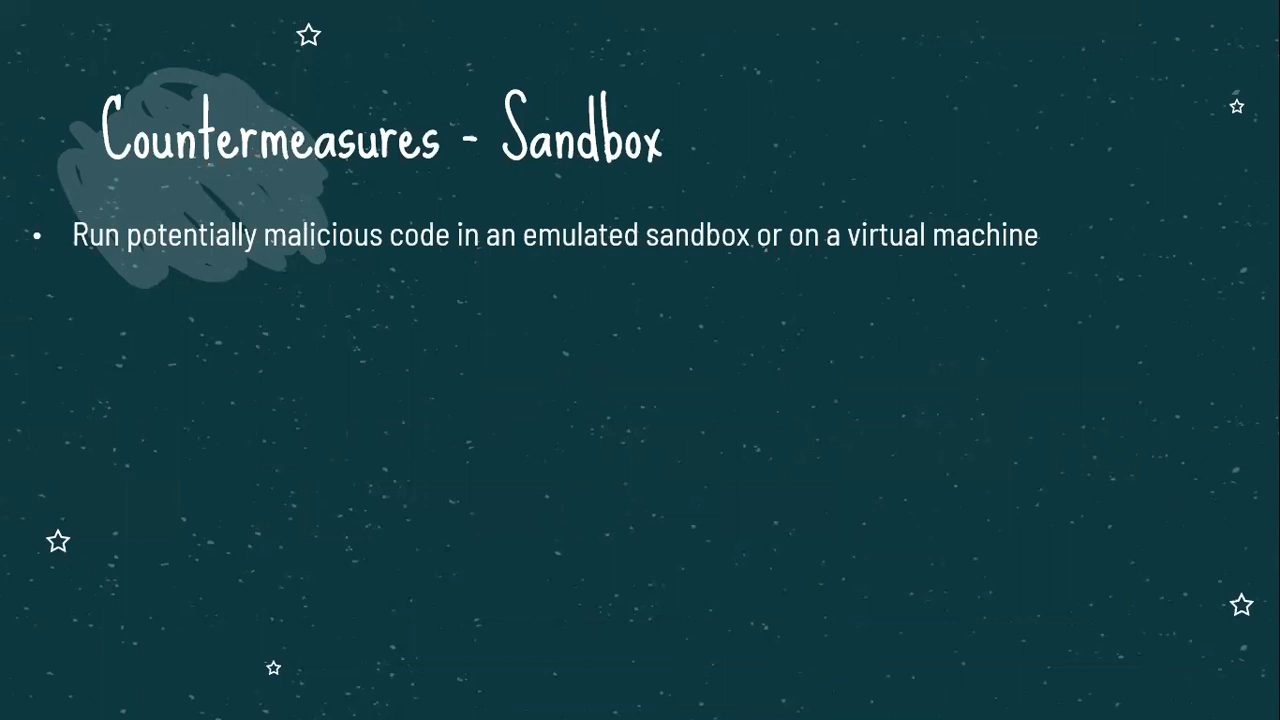 Countermeasures - Sandbox
• Run potentially malicious code in an emulated sandbox or on a virtual machine